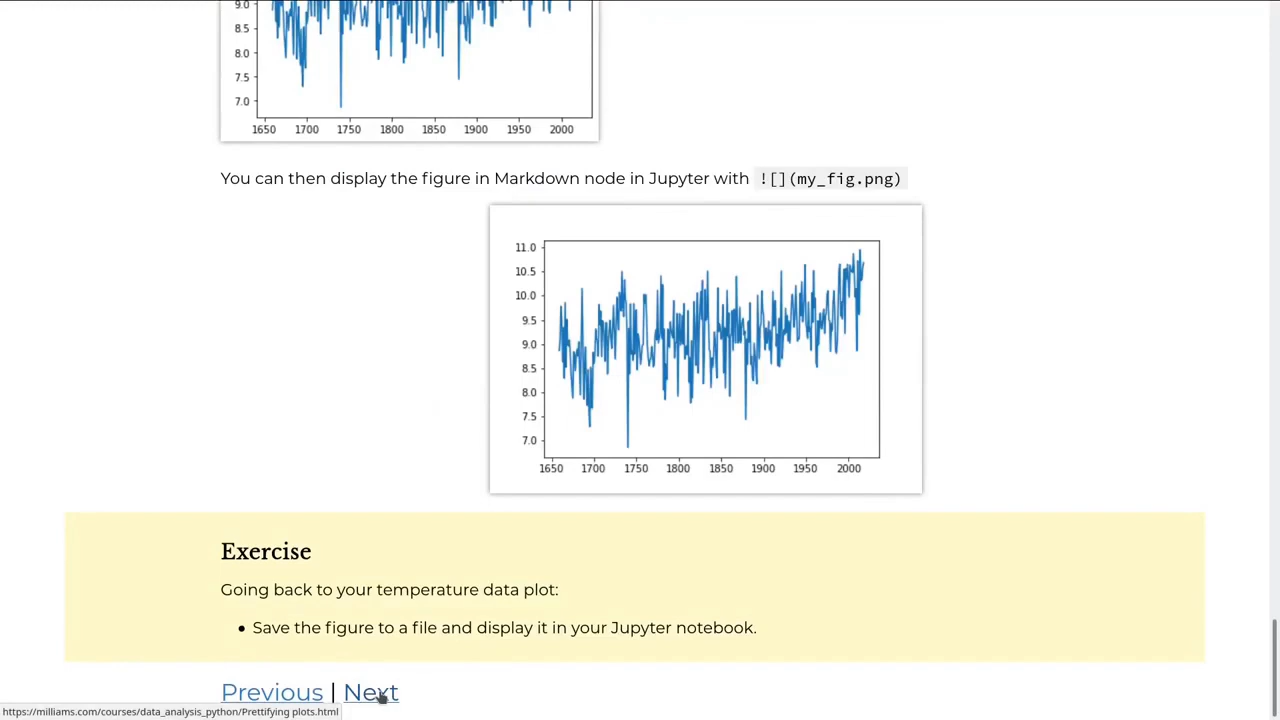 9.0
8.5
8.0
7.5
7.0
1650 1700 1750 1800 1850 1900 1950 2000
You can then display the figure in Markdown node in Jupyter with ![](my_fig.png)
11.0
10.5
10.0
9.5
9.0
8.5
8.0
7.5
7.0
1650 1700 1750 1800 1850 1900 1950 2000
Exercise
Going back to your temperature data plot:
• Save the figure to a file and display it in your Jupyter notebook.
Previous | Next
https://milliams.com/courses/data_analysis_python/Prettifying plots.html